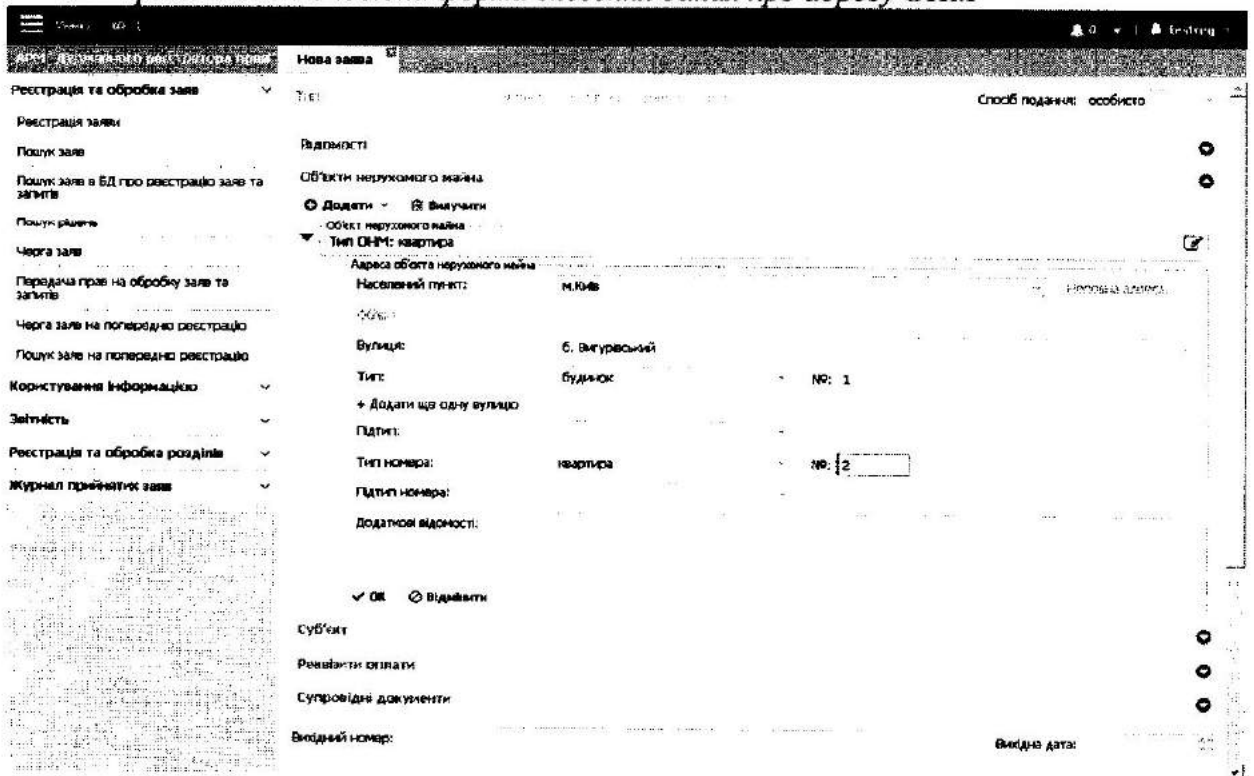 Нова заява
Реєстрація та обробка заяв
Спосіб подання: особисто
Реєстрація заяви
Відомості
Пошук заяв
Об'єкти нерухомого майна
Пошук заяв в БД про реєстрацію заяв та
запитів
Додати Вилучити
Об'єкт нерухомого майна
Пошук рішень
Тип ОНМ: квартира
Черга заяв
Адреса об'єкта нерухомого майна
Населений пункт: м.Київ
Передача прав на обробку заяв та
запитів
Черга заяв на попередню реєстрацію
Вулиця: б. Вигурівський
Пошук заяв на попередню реєстрацію
Тип: будинок №: 1
Користування інформацією
+ Додати ще одну вулицю
Звітність
Підтип:
Реєстрація та обробка розділів
Тип номера: квартира №: 2
Журнал прийнятих заяв
Підтип номера:
Додаткові відомості:
ОК Відмінити
Суб'єкт
Реквізити оплати
Супровідні документи
Вихідний номер: Вихідна дата: